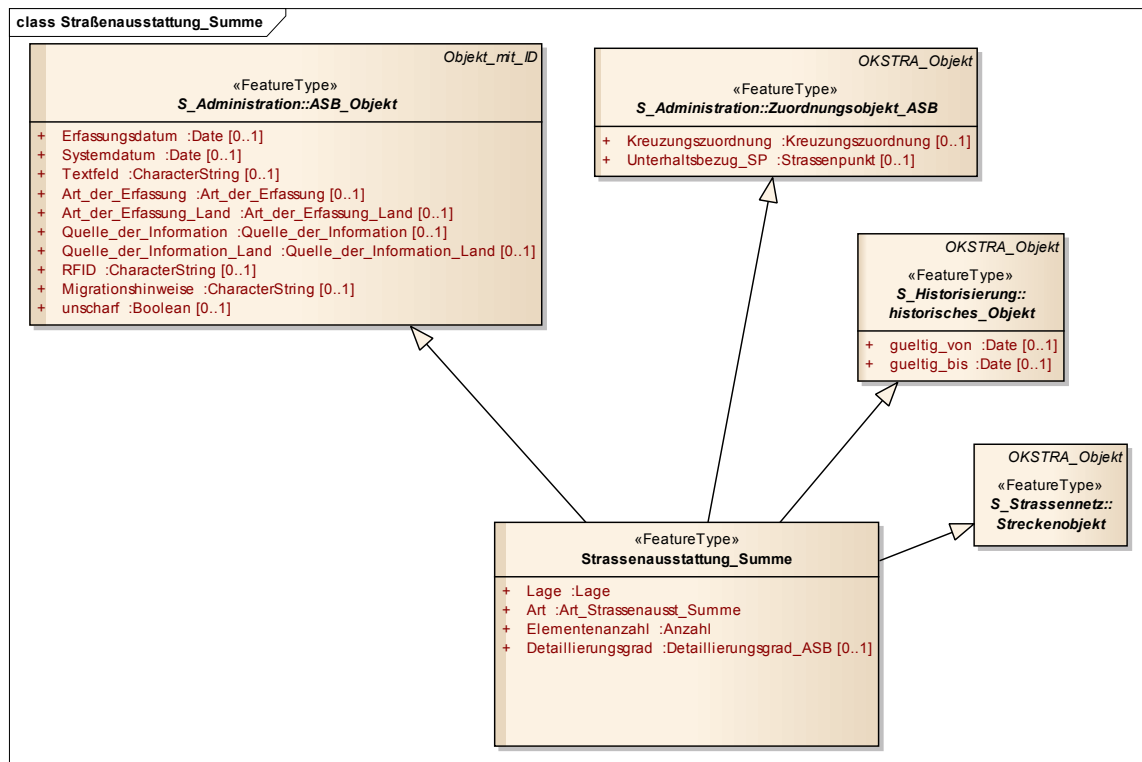 class Straßenausstattung_Summe
Objekt_mit_ID
«FeatureType»
S_Administration::ASB_Objekt
+ Erfassungsdatum :Date [0..1]
+ Systemdatum :Date [0..1]
+ Textfeld :CharacterString [0..1]
+ Art_der_Erfassung :Art_der_Erfassung [0..1]
+ Art_der_Erfassung_Land :Art_der_Erfassung_Land [0..1]
+ Quelle_der_Information :Quelle_der_Information [0..1]
+ Quelle_der_Information_Land :Quelle_der_Information_Land [0..1]
+ RFID :CharacterString [0..1]
+ Migrationshinweise :CharacterString [0..1]
+ unscharf :Boolean [0..1]
OKSTRA_Objekt
«FeatureType»
S_Administration::Zuordnungsobjekt_ASB
+ Kreuzungszuordnung :Kreuzungszuordnung [0..1]
+ Unterhaltsbezug_SP :Strassenpunkt [0..1]
OKSTRA_Objekt
«FeatureType»
S_Historisierung::
historisches_Objekt
+ gueltig_von :Date [0..1]
+ gueltig_bis :Date [0..1]
OKSTRA_Objekt
«FeatureType»
S_Strassennetz::
Streckenobjekt
«FeatureType»
Strassenausstattung_Summe
+ Lage :Lage
+ Art :Art_Strassenausst_Summe
+ Elementenanzahl :Anzahl
+ Detaillierungsgrad :Detaillierungsgrad_ASB [0..1]